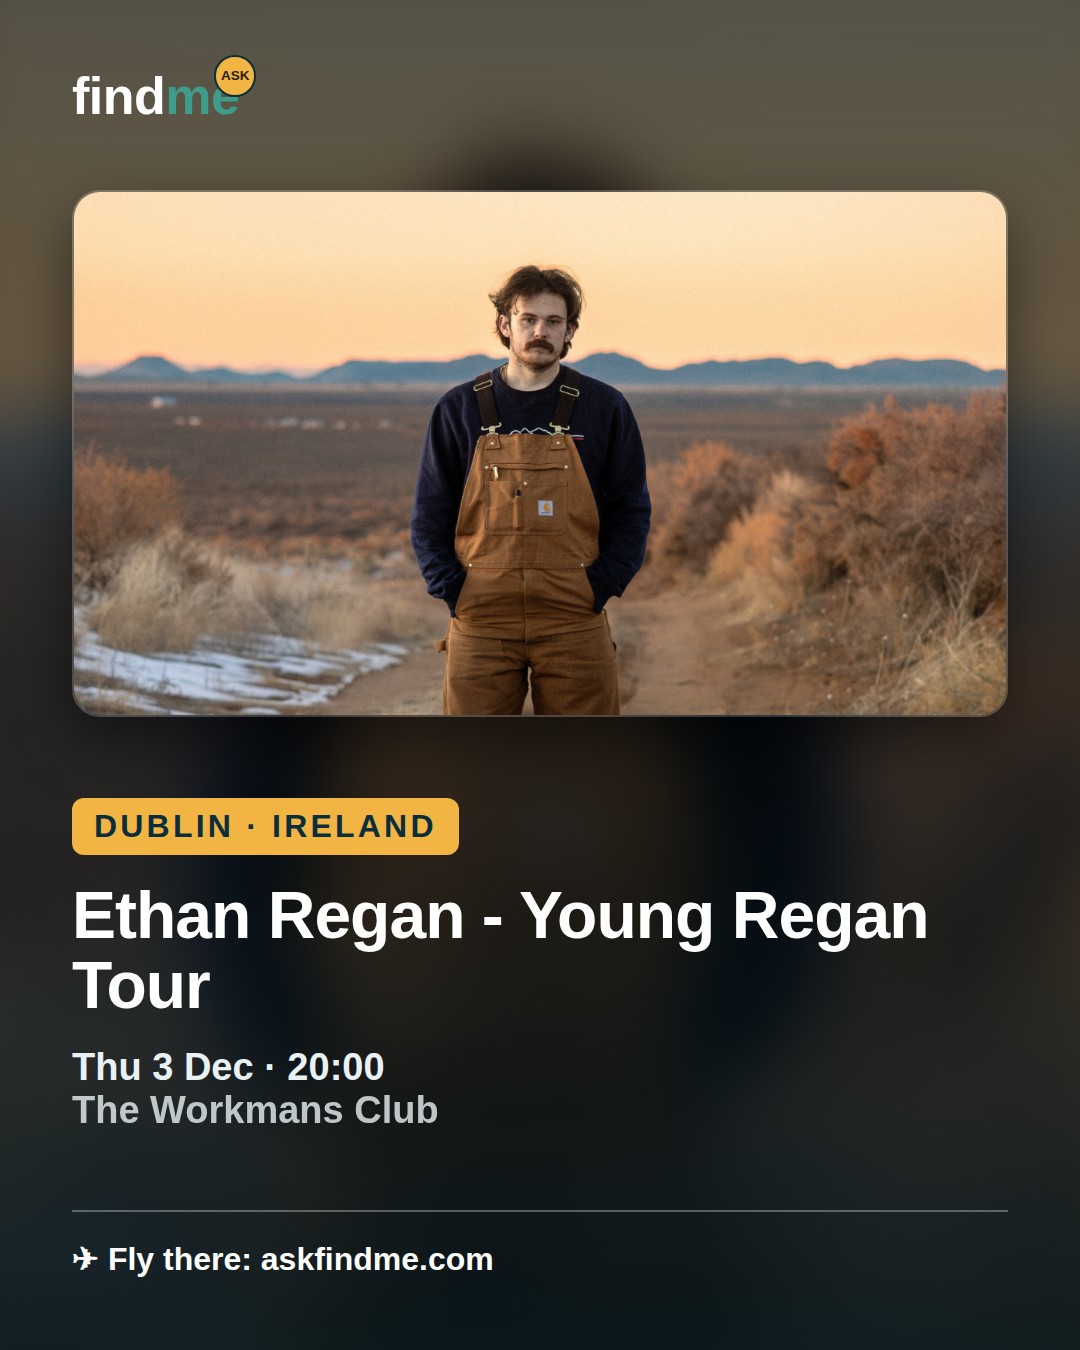 findme
ASK
DUBLIN · IRELAND
Ethan Regan - Young Regan
Tour
Thu 3 Dec · 20:00
The Workmans Club
✈ Fly there: askfindme.com